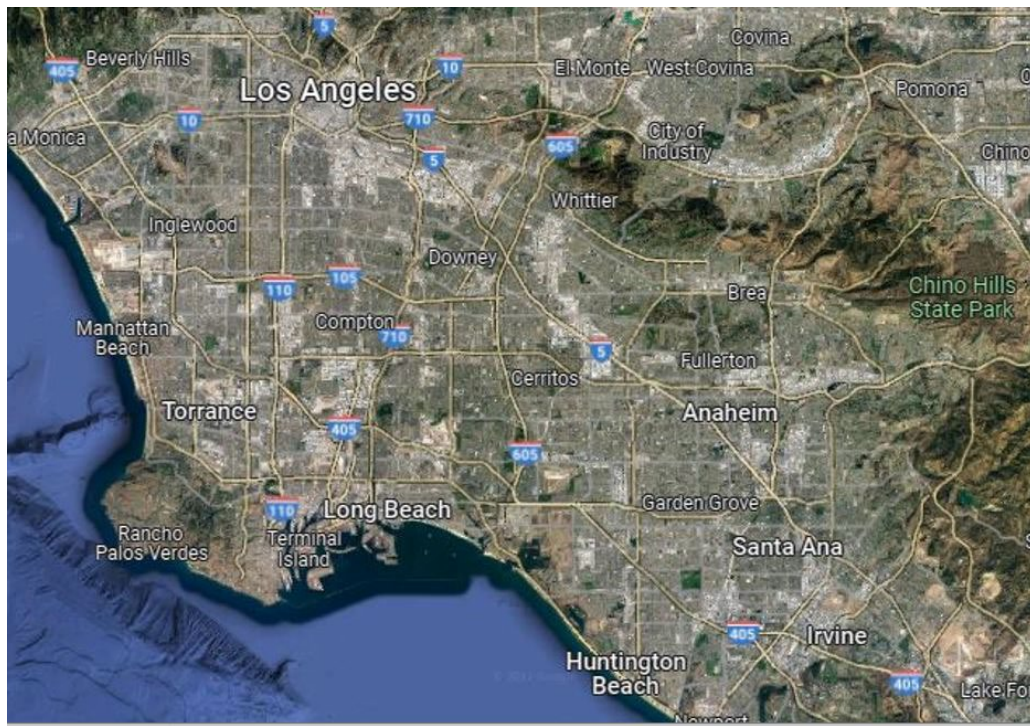 5
Covina
Beverly Hills
405
10
El Monte
West Covina
Los Angeles
Pomona
10
710
a Monica
City of
Industry
5
605
Chino
Whittier
Inglewood
Downey
105
110
Brea
Chino Hills
State Park
Compton
710
Manhattan
Beach
5
Fullerton
Cerritos
Torrance
Anaheim
405
605
Garden Grove
110
Long Beach
Rancho
Palos Verdes
Terminal
Island
Santa Ana
405
Irvine
Huntington
Beach
405
Lake Fo
Newport